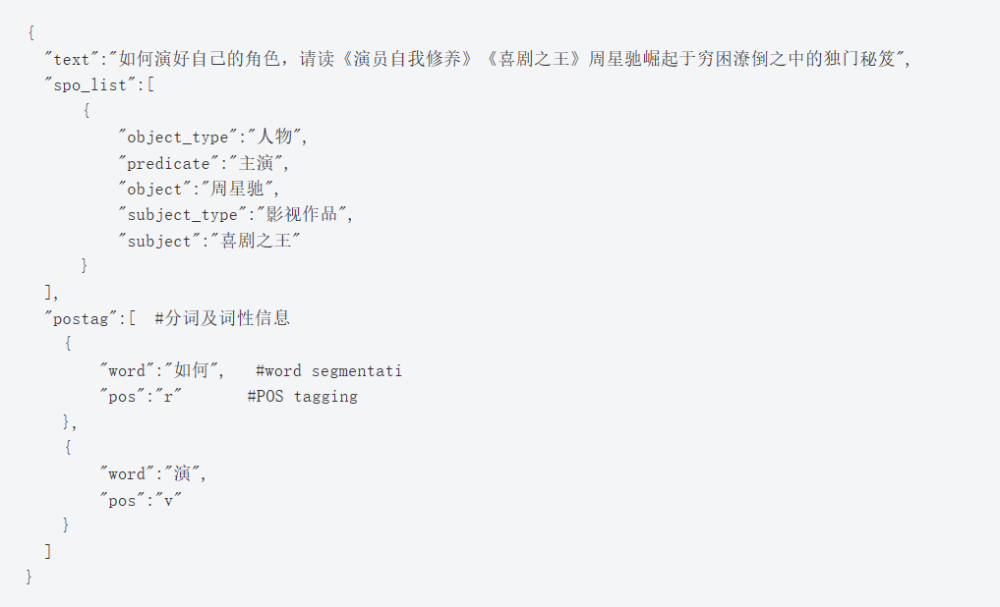 {
"text":"如何演好自己的角色，请读《演员自我修养》《喜剧之王》周星驰崛起于穷困潦倒之中的独门秘笈",
"spo_list":[
{
"object_type":"人物",
"predicate":"主演",
"object":"周星驰",
"subject_type":"影视作品",
"subject":"喜剧之王"
}
],
"postag":[ #分词及词性信息
{
"word":"如何", #word segmentati
"pos":"r" #POS tagging
},
{
"word":"演",
"pos":"v"
}
]
}